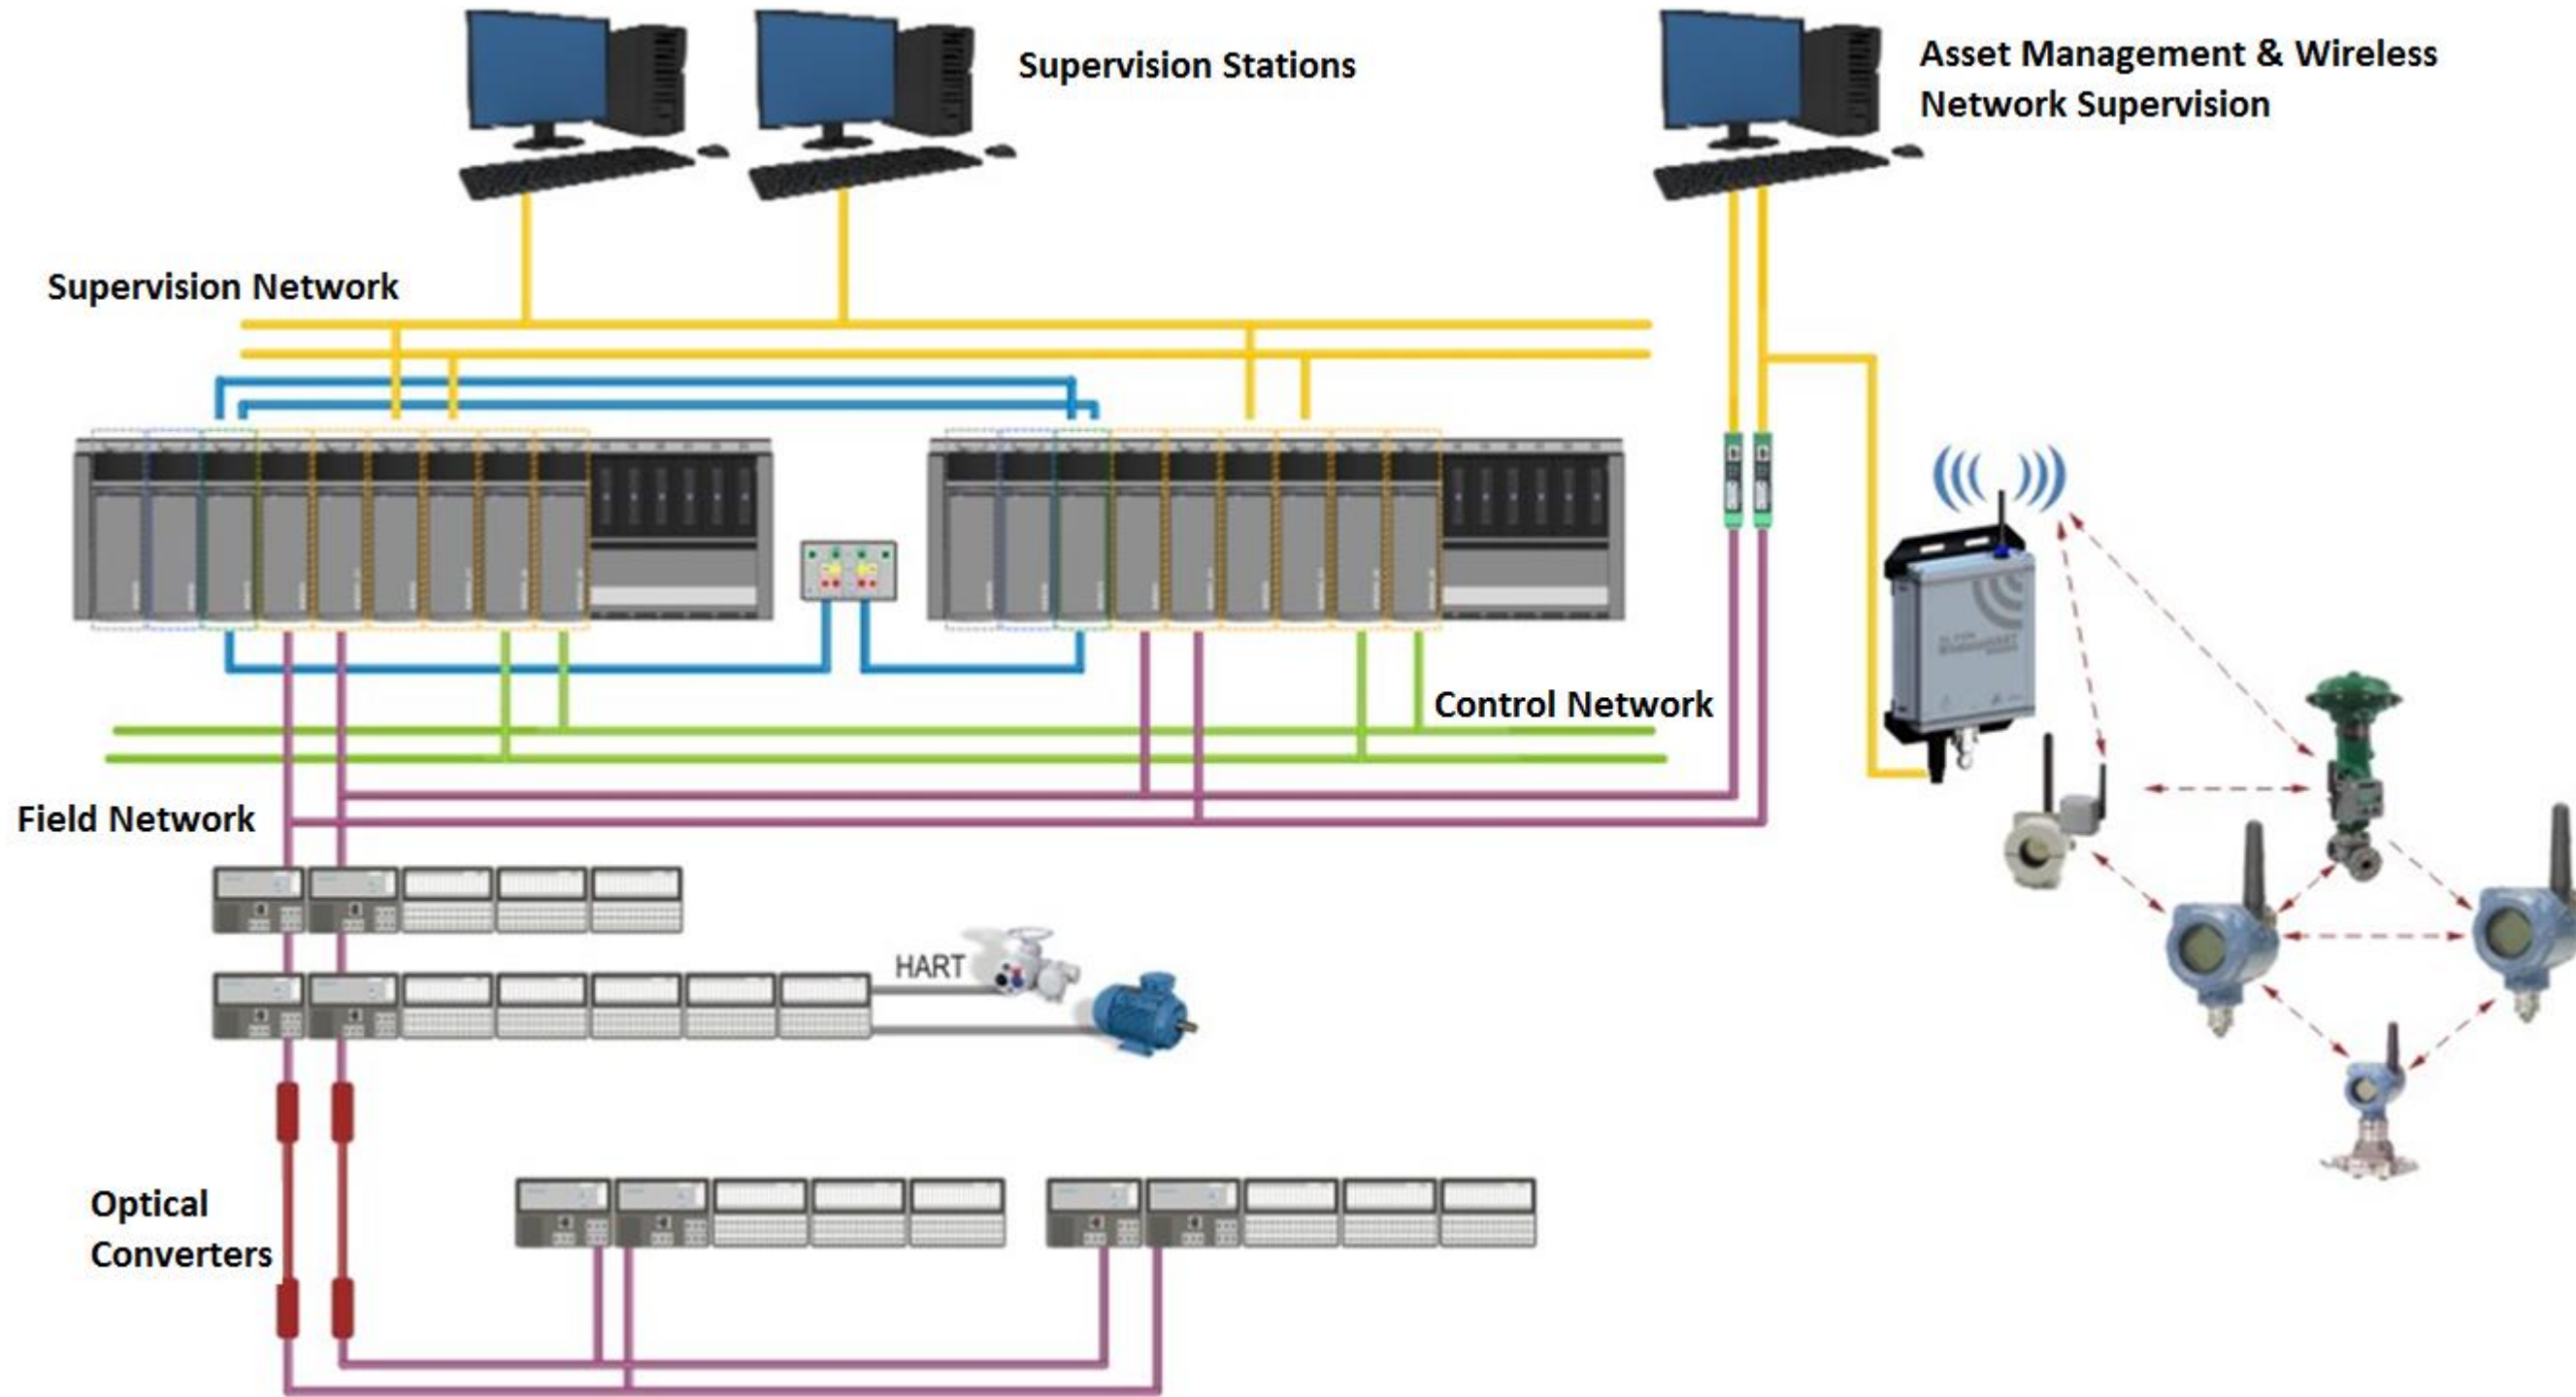 Supervision Stations
Asset Management & Wireless
Network Supervision
Supervision Network
Control Network
Field Network
HART
Optical
Converters